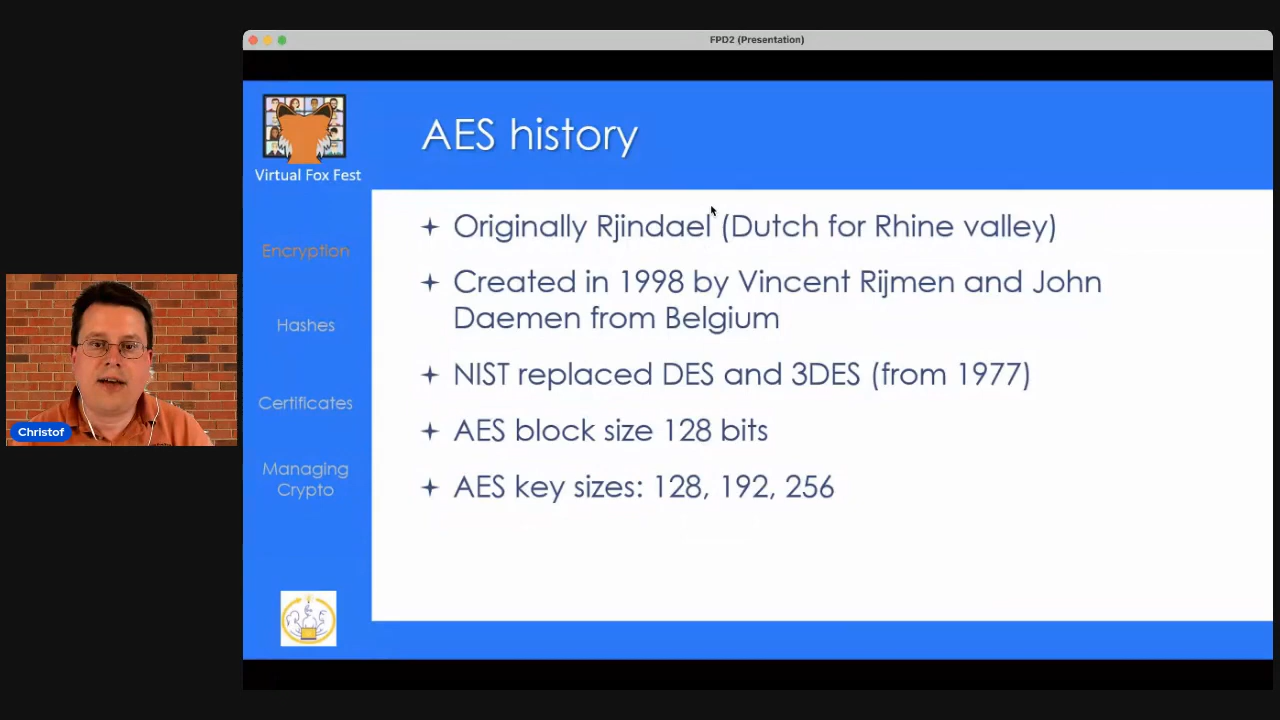 FPD2 (Presentation)
Virtual Fox Fest
AES history
Encryption
Hashes
Certificates
Managing
Crypto
Originally Rjindael (Dutch for Rhine valley)
Created in 1998 by Vincent Rijmen and John
Daemen from Belgium
NIST replaced DES and 3DES (from 1977)
AES block size 128 bits
AES key sizes: 128, 192, 256
Christof